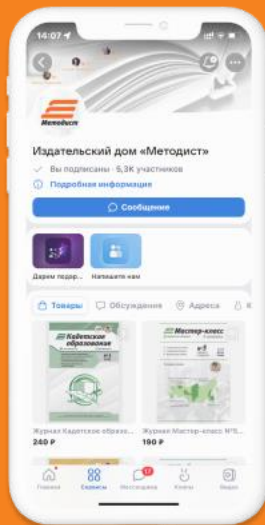 14:07
Методист
Издательский дом «Методист»
Вы подписаны · 5,3К участников
Подробная информация
Сообщение
Дарим подар... Напишите нам
Товары Обсуждения Адреса К
Кадетское
образование
Мастер-класс
Журнал Кадетское образо... Журнал Мастер-класс №5...
240 ₽ 190 ₽
Главная Сервисы Мессенджер Клипы Видео